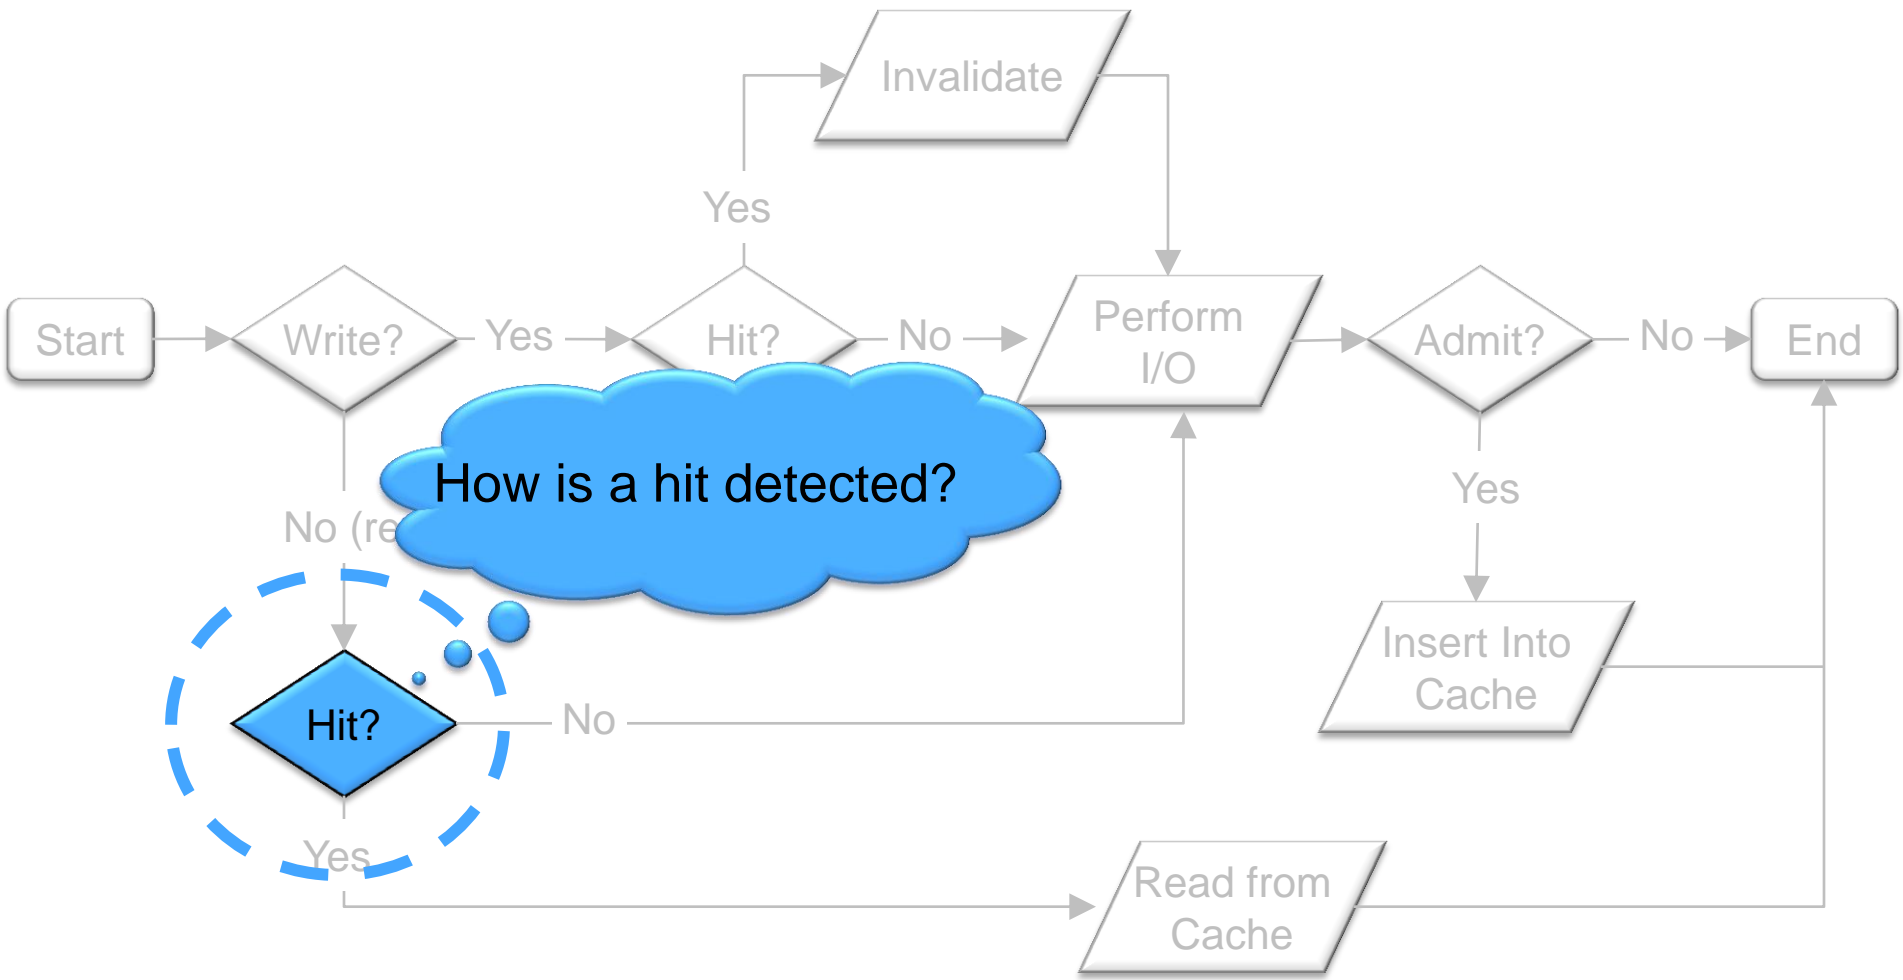 Invalidate
Yes
Start
Write?
Yes
Hit?
No
Perform
I/O
Admit?
No
End
How is a hit detected?
Yes
No (re
Insert Into
Cache
Hit?
No
Yes
Read from
Cache